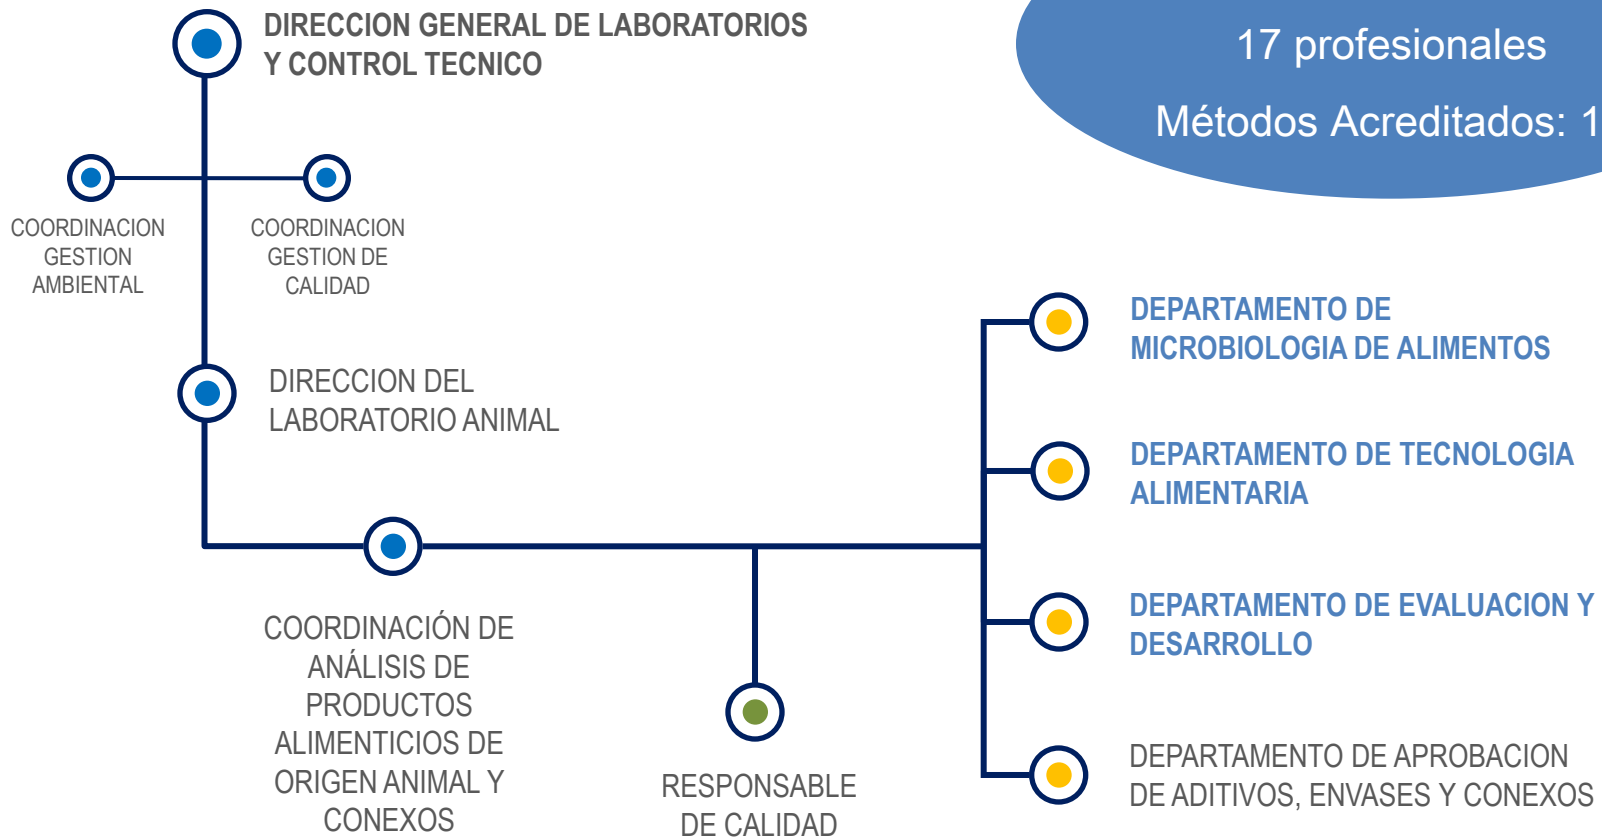 DIRECCION GENERAL DE LABORATORIOS
Y CONTROL TECNICO
17 profesionales
Métodos Acreditados: 1
COORDINACION
GESTION
AMBIENTAL
COORDINACION
GESTION DE
CALIDAD
DIRECCION DEL
LABORATORIO ANIMAL
COORDINACIÓN DE
ANÁLISIS DE
PRODUCTOS
ALIMENTICIOS DE
ORIGEN ANIMAL Y
CONEXOS
RESPONSABLE
DE CALIDAD
DEPARTAMENTO DE
MICROBIOLOGIA DE ALIMENTOS
DEPARTAMENTO DE TECNOLOGIA
ALIMENTARIA
DEPARTAMENTO DE EVALUACION Y
DESARROLLO
DEPARTAMENTO DE APROBACION
DE ADITIVOS, ENVASES Y CONEXOS